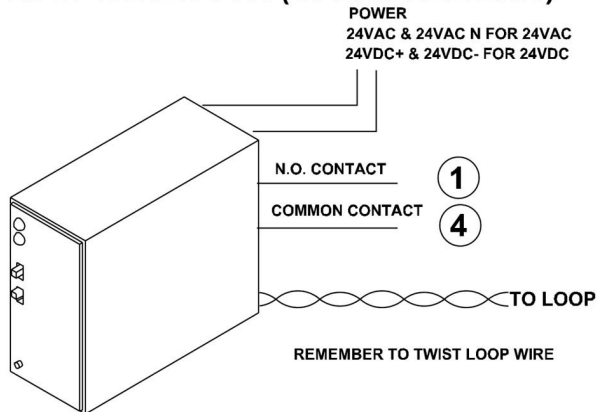 POWER
24VAC & 24VAC N FOR 24VAC
24VDC+ & 24VDC- FOR 24VDC
N.O. CONTACT 1
COMMON CONTACT 4
TO LOOP
REMEMBER TO TWIST LOOP WIRE